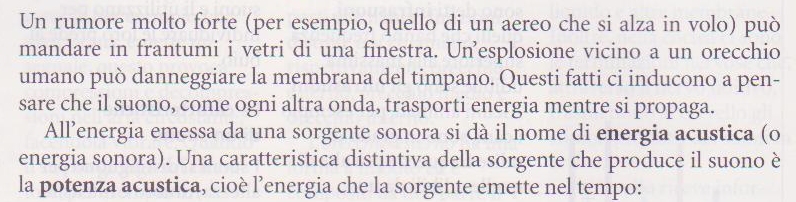 Un rumore molto forte (per esempio, quello di un aereo che si alza in volo) può
mandare in frantumi i vetri di una finestra. Un'esplosione vicino a un orecchio
umano può danneggiare la membrana del timpano. Questi fatti ci inducono a pen-
sare che il suono, come ogni altra onda, trasporti energia mentre si propaga.
All'energia emessa da una sorgente sonora si dà il nome di energia acustica (o
energia sonora). Una caratteristica distintiva della sorgente che produce il suono è
la potenza acustica, cioè l'energia che la sorgente emette nel tempo: